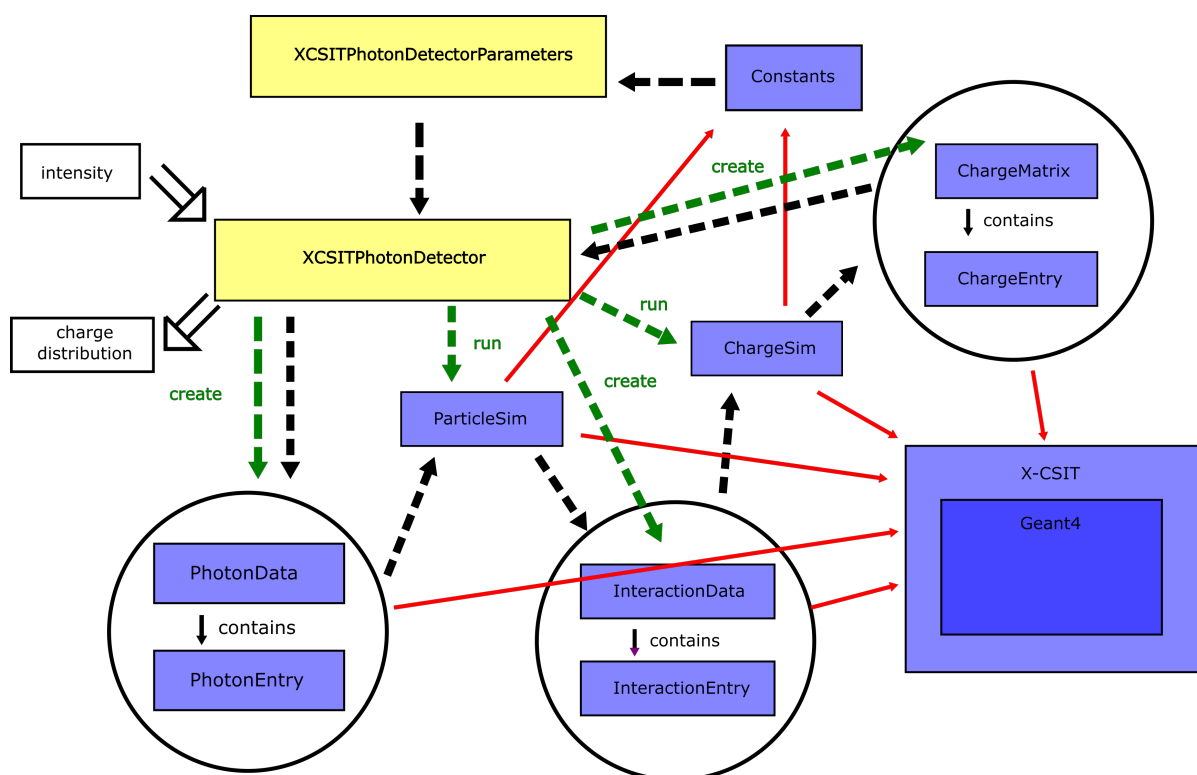 XCSITPhotonDetectorParameters
Constants
intensity
create
ChargeMatrix
contains
ChargeEntry
XCSITPhotonDetector
charge
distribution
run
run
ChargeSim
create
create
ParticleSim
X-CSIT
Geant4
PhotonData
contains
PhotonEntry
InteractionData
contains
InteractionEntry